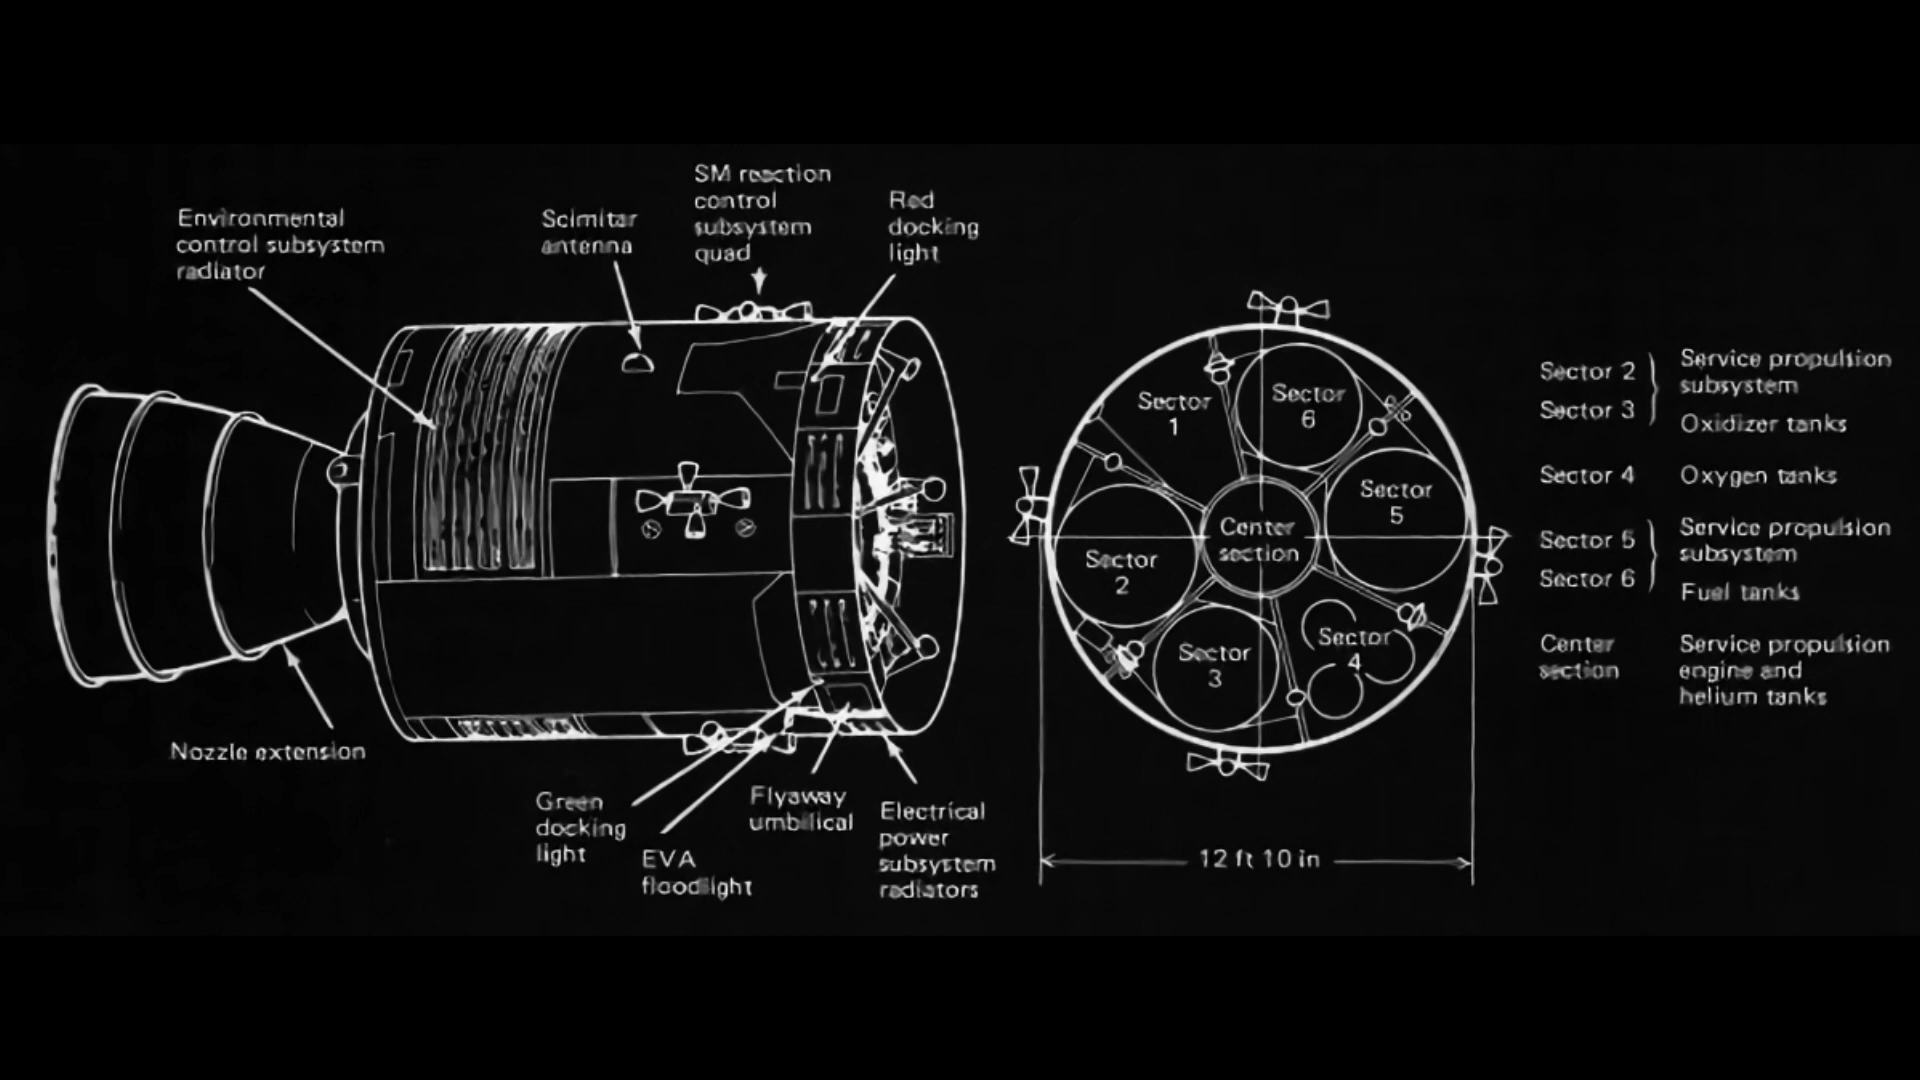 Environmental
control subsystem
radiator
Scimitar
antenna
SM reaction
control
subsystem
quad
Red
docking
light
Nozzle extension
Green
docking
light
EVA
floodlight
Flyaway
umbilical
Electrical
power
subsystem
radiators
Sector
1
Sector
6
Sector
5
Center
section
Sector
2
Sector
3
Sector
4
12 ft 10 in
Sector 2
Sector 3
Service propulsion
subsystem
Oxidizer tanks
Sector 4
Oxygen tanks
Sector 5
Sector 6
Service propulsion
subsystem
Fuel tanks
Center
section
Service propulsion
engine and
helium tanks